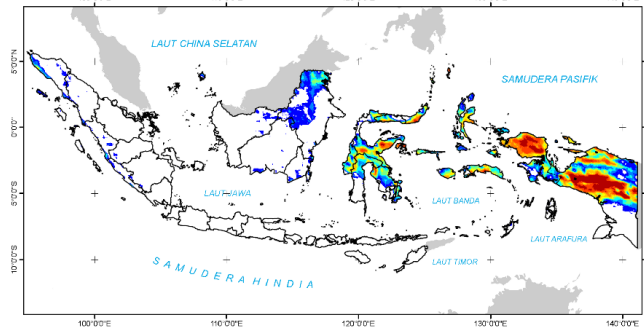 LAUT CHINA SELATAN
SAMUDERA PASIFIK
LAUT JAWA
LAUT BANDA
LAUT ARAFURA
LAUT TIMOR
SAMUDERA HINDIA
5°0'0"N
0°0'0"
5°0'0"S
10°0'0"S
100°0'0"E
110°0'0"E
120°0'0"E
130°0'0"E
140°0'0"E